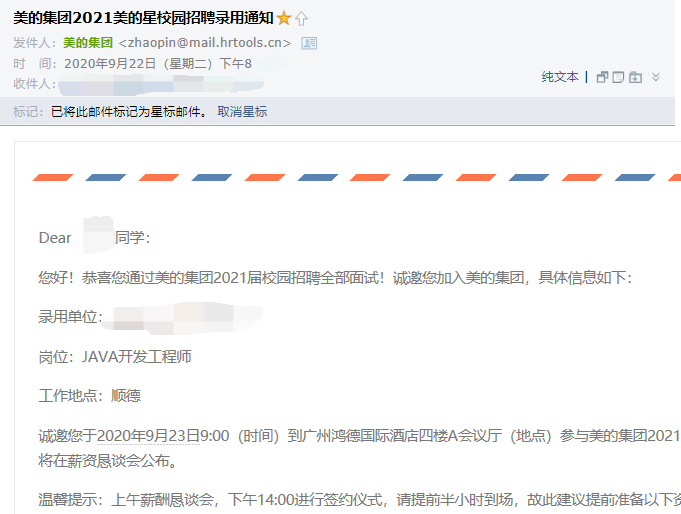 美的集团2021美的星校园招聘录用通知
发件人：美的集团 <zhaopin@mail.hrtools.cn>
时 间：2020年9月22日（星期二）下午8
收件人：
纯文本 |
标记：已将此邮件标记为星标邮件。 取消星标
Dear 同学：
您好！恭喜您通过美的集团2021届校园招聘全部面试！诚邀您加入美的集团，具体信息如下：
录用单位：
岗位：JAVA开发工程师
工作地点：顺德
诚邀您于2020年9月23日9:00（时间）到广州鸿德国际酒店四楼A会议厅（地点）参与美的集团2021
将在薪资恳谈会公布。
温馨提示：上午薪酬恳谈会，下午14:00进行签约仪式，请提前半小时到场，故此建议提前准备以下资